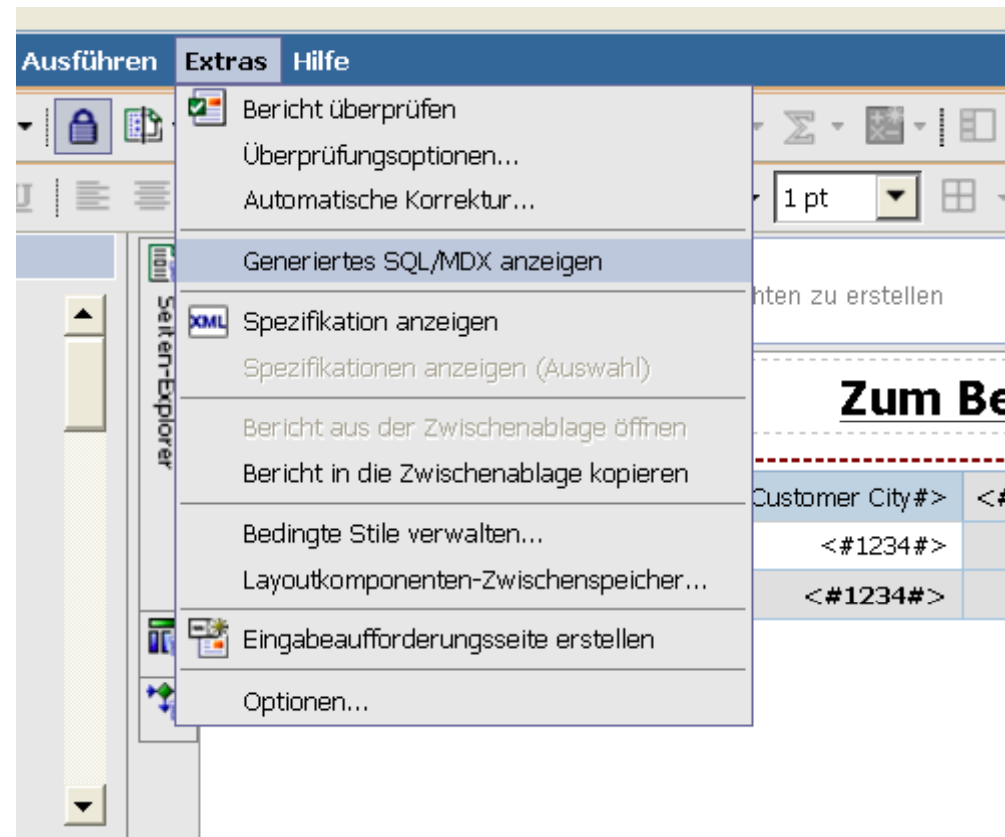 Ausführen Extras Hilfe
Bericht überprüfen
Überprüfungsoptionen...
Automatische Korrektur...
1 pt
Generiertes SQL/MDX anzeigen
XML Spezifikation anzeigen
hten zu erstellen
Spezifikationen anzeigen (Auswahl)
Seiten-Explorer
Zum Be
Bericht aus der Zwischenablage öffnen
Bericht in die Zwischenablage kopieren
Customer City#> <#
Bedingte Stile verwalten...
<#1234#>
Layoutkomponenten-Zwischenspeicher...
<#1234#>
Eingabeaufforderungsseite erstellen
Optionen...